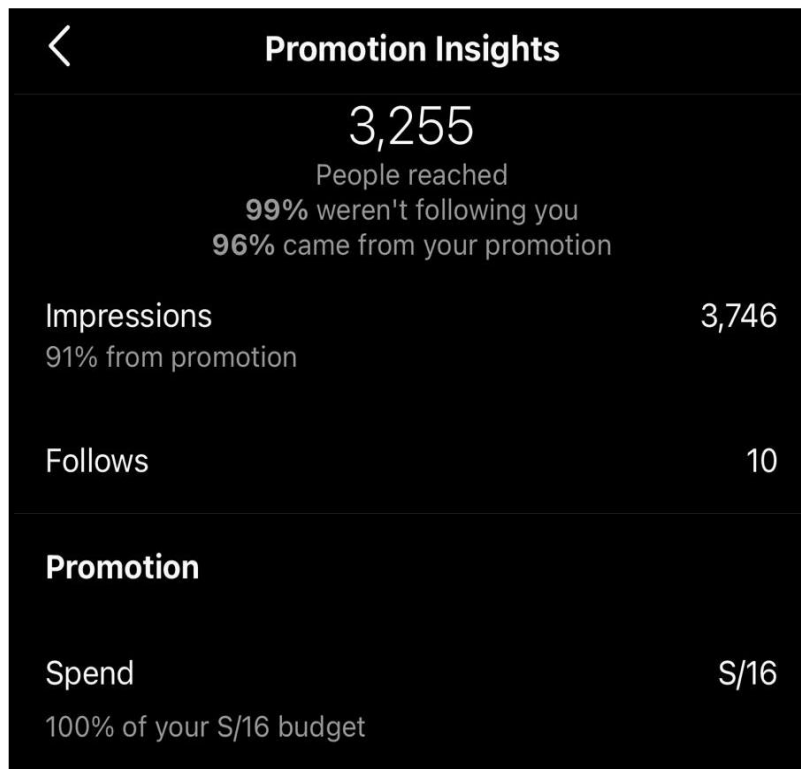 Promotion Insights
3,255
People reached
99% weren't following you
96% came from your promotion
Impressions 3,746
91% from promotion
Follows 10
Promotion
Spend S/16
100% of your S/16 budget